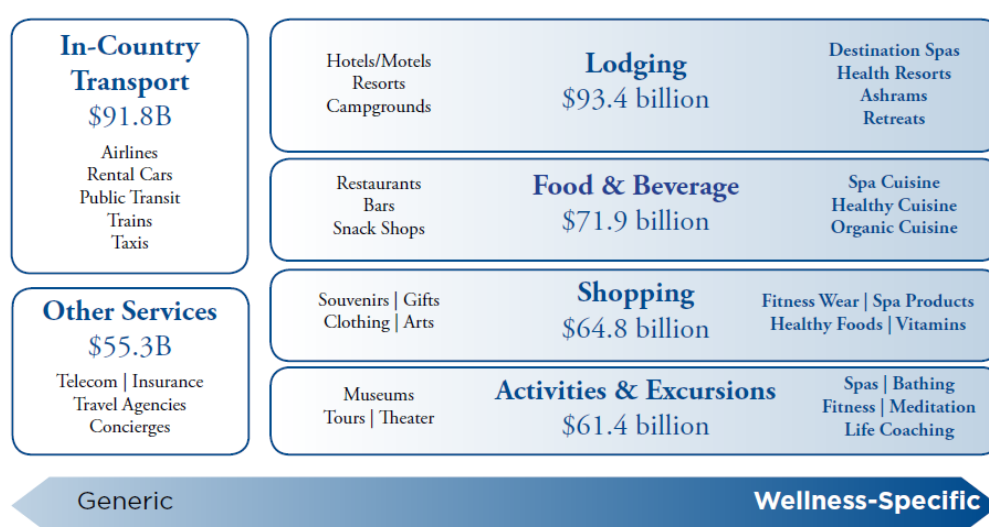 In-Country
Transport
$91.8B
Airlines
Rental Cars
Public Transit
Trains
Taxis
Other Services
$55.3B
Telecom | Insurance
Travel Agencies
Concierges
Hotels/Motels
Resorts
Campgrounds
Lodging
$93.4 billion
Destination Spas
Health Resorts
Ashrams
Retreats
Restaurants
Bars
Snack Shops
Food & Beverage
$71.9 billion
Spa Cuisine
Healthy Cuisine
Organic Cuisine
Souvenirs | Gifts
Clothing | Arts
Shopping
$64.8 billion
Fitness Wear | Spa Products
Healthy Foods | Vitamins
Museums
Tours | Theater
Activities & Excursions
$61.4 billion
Spas | Bathing
Fitness | Meditation
Life Coaching
Generic
Wellness-Specific